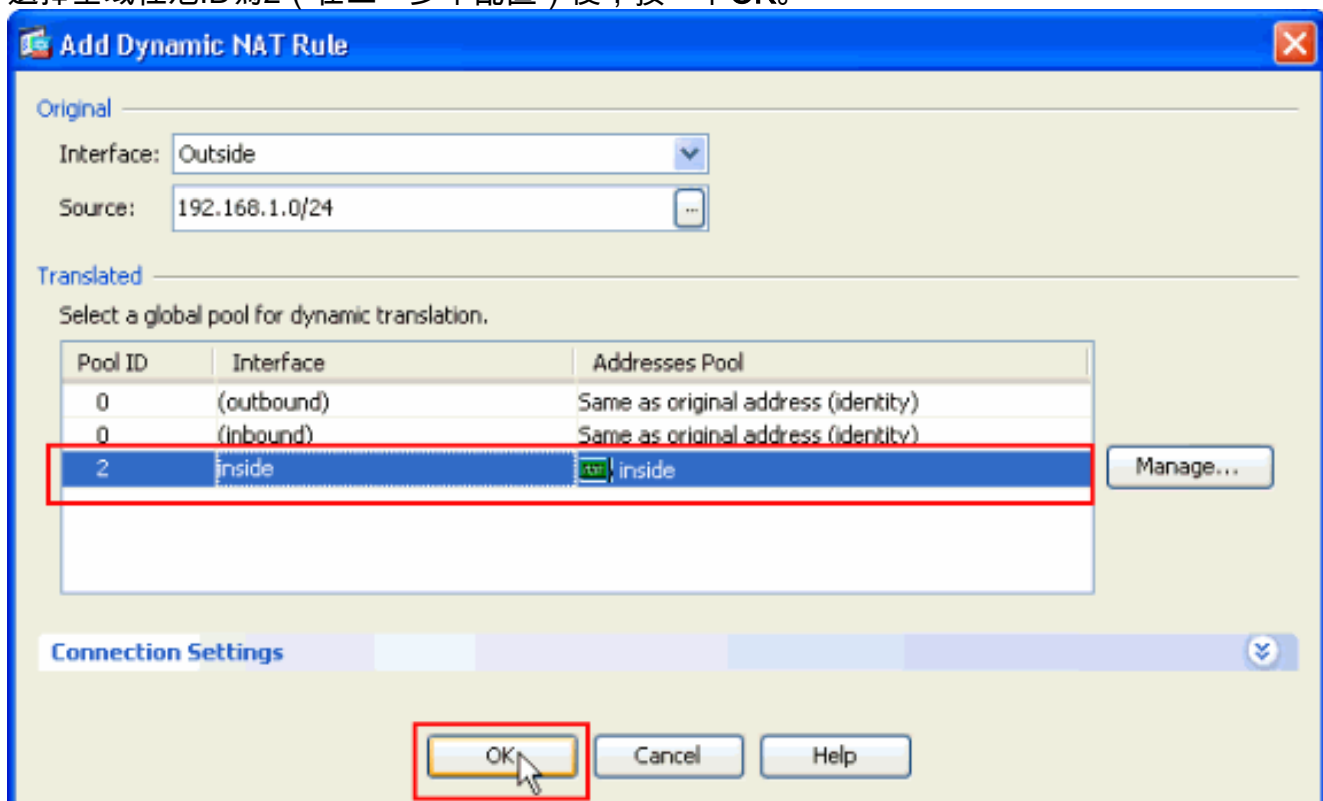 Add Dynamic NAT Rule
Original
Interface: Outside
Source: 192.168.1.0/24 ...
Translated
Select a global pool for dynamic translation.
Pool ID Interface Addresses Pool
0 (outbound) Same as original address (identity)
0 (inbound) Same as original address (identity)
2 inside inside
Manage...
Connection Settings
OK Cancel Help